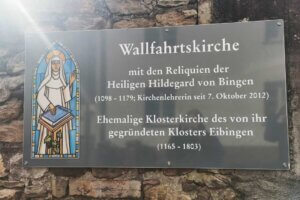 Wallfahrtskirche
mit den Reliquien der
Heiligen Hildegard von Bingen
(1098 - 1179; Kirchenlehrerin seit 7. Oktober 2012)
Ehemalige Klosterkirche des von ihr
gegründeten Klosters Eibingen
(1165 - 1803)